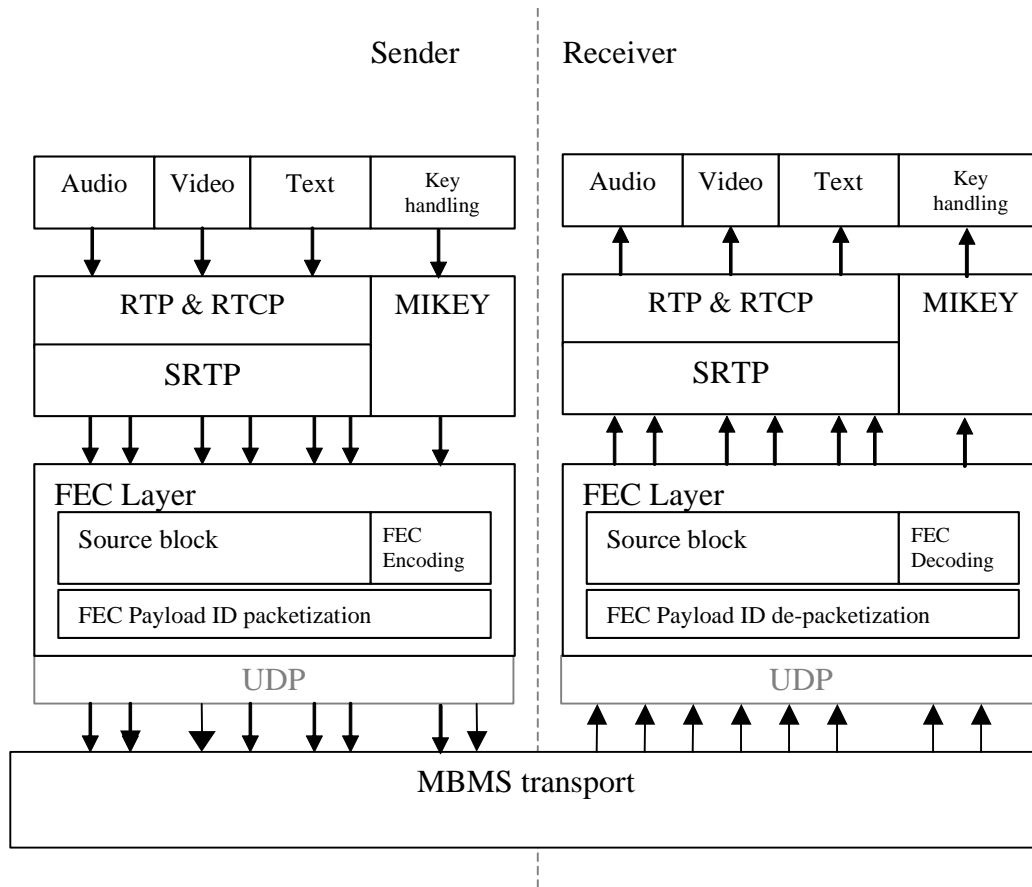 Sender
Receiver
Audio
Video
Text
Key
handling
Audio
Video
Text
Key
handling
RTP & RTCP
MIKEY
RTP & RTCP
MIKEY
SRTP
SRTP
FEC Layer
FEC Layer
Source block
FEC
Encoding
Source block
FEC
Decoding
FEC Payload ID packetization
FEC Payload ID de-packetization
UDP
UDP
MBMS transport